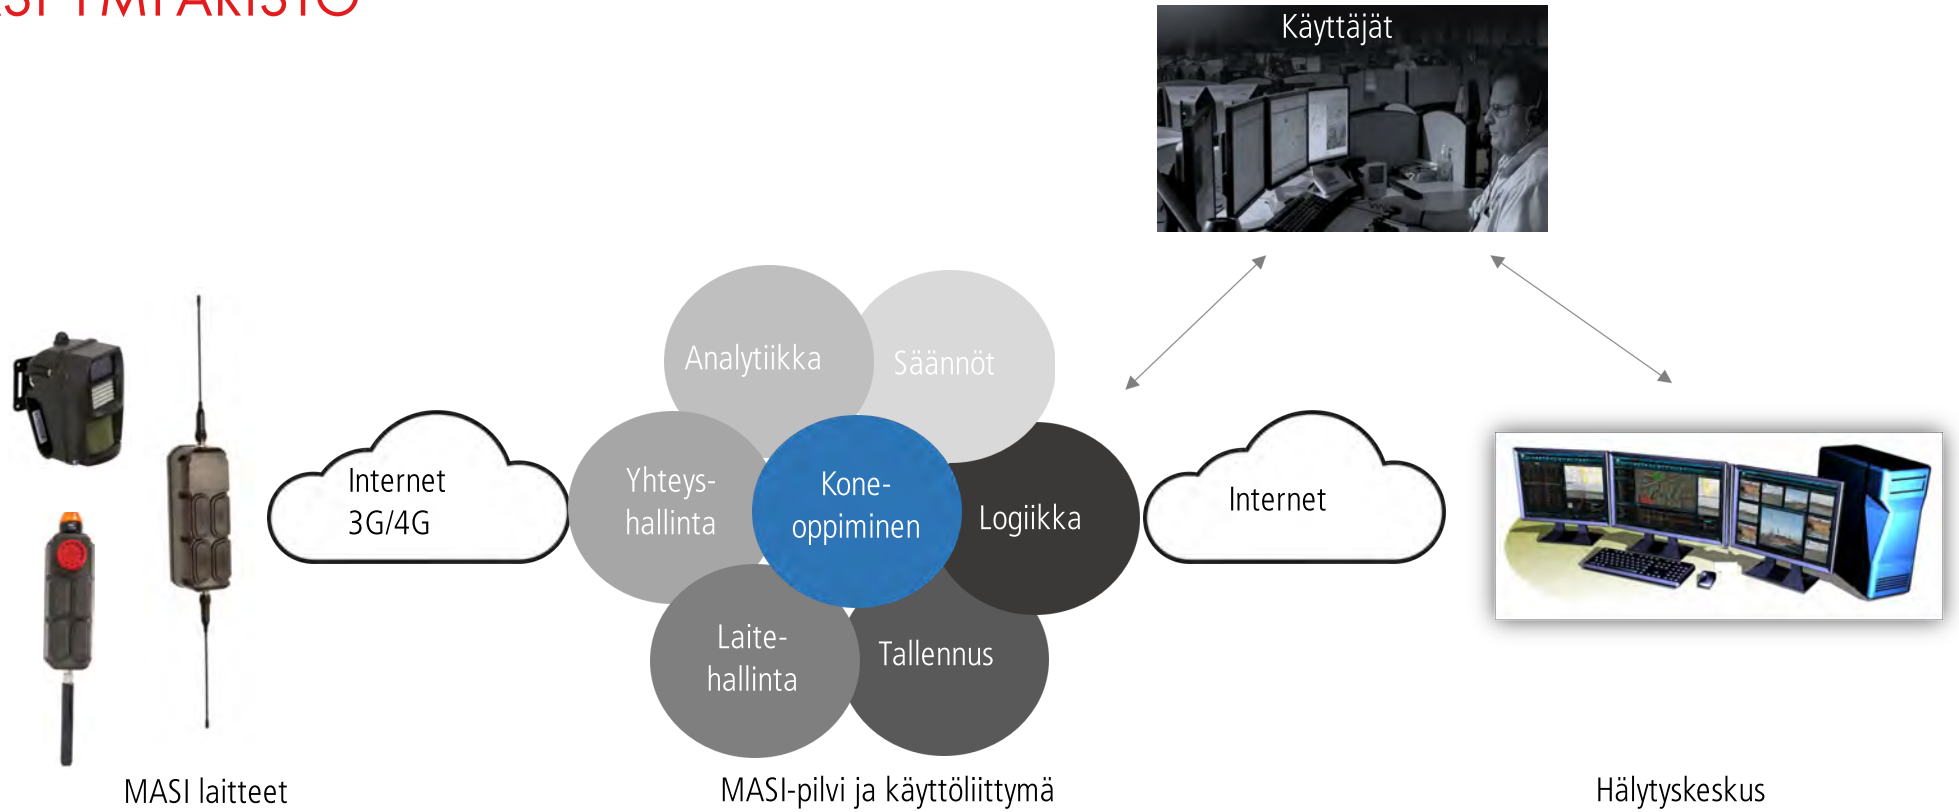 YMPÄRISTÖ
Käyttäjät
Analytiikka
Säännöt
Internet
3G/4G
Yhteys-
hallinta
Kone-
oppiminen
Logiikka
Internet
Laite-
hallinta
Tallennus
MASI laitteet
MASI-pilvi ja käyttöliittymä
Hälytyskeskus